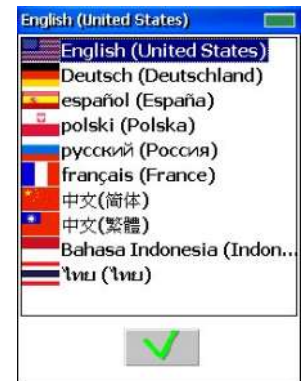 English (United States)
English (United States)
Deutsch (Deutschland)
español (España)
polski (Polska)
русский (Россия)
français (France)
中文(简体)
中文(繁體)
Bahasa Indonesia (Indon...
ไทย (ไทย)